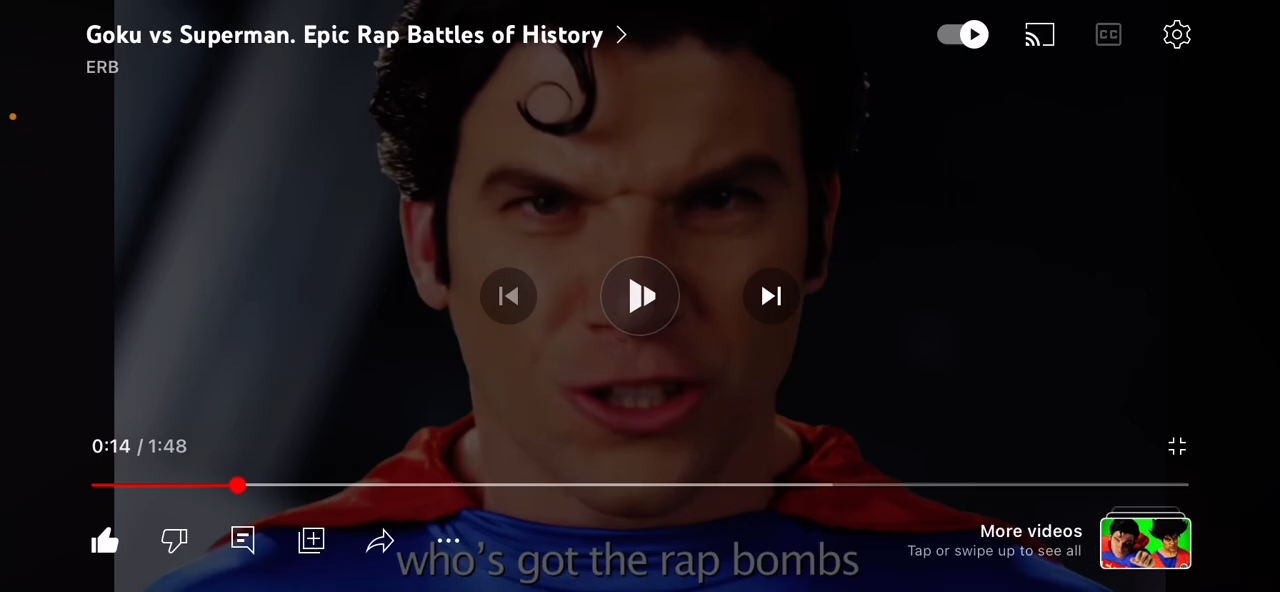 Goku vs Superman. Epic Rap Battles of History
ERB
CC
0:14 / 1:48
More videos
Tap or swipe up to see all
who's got the rap bombs